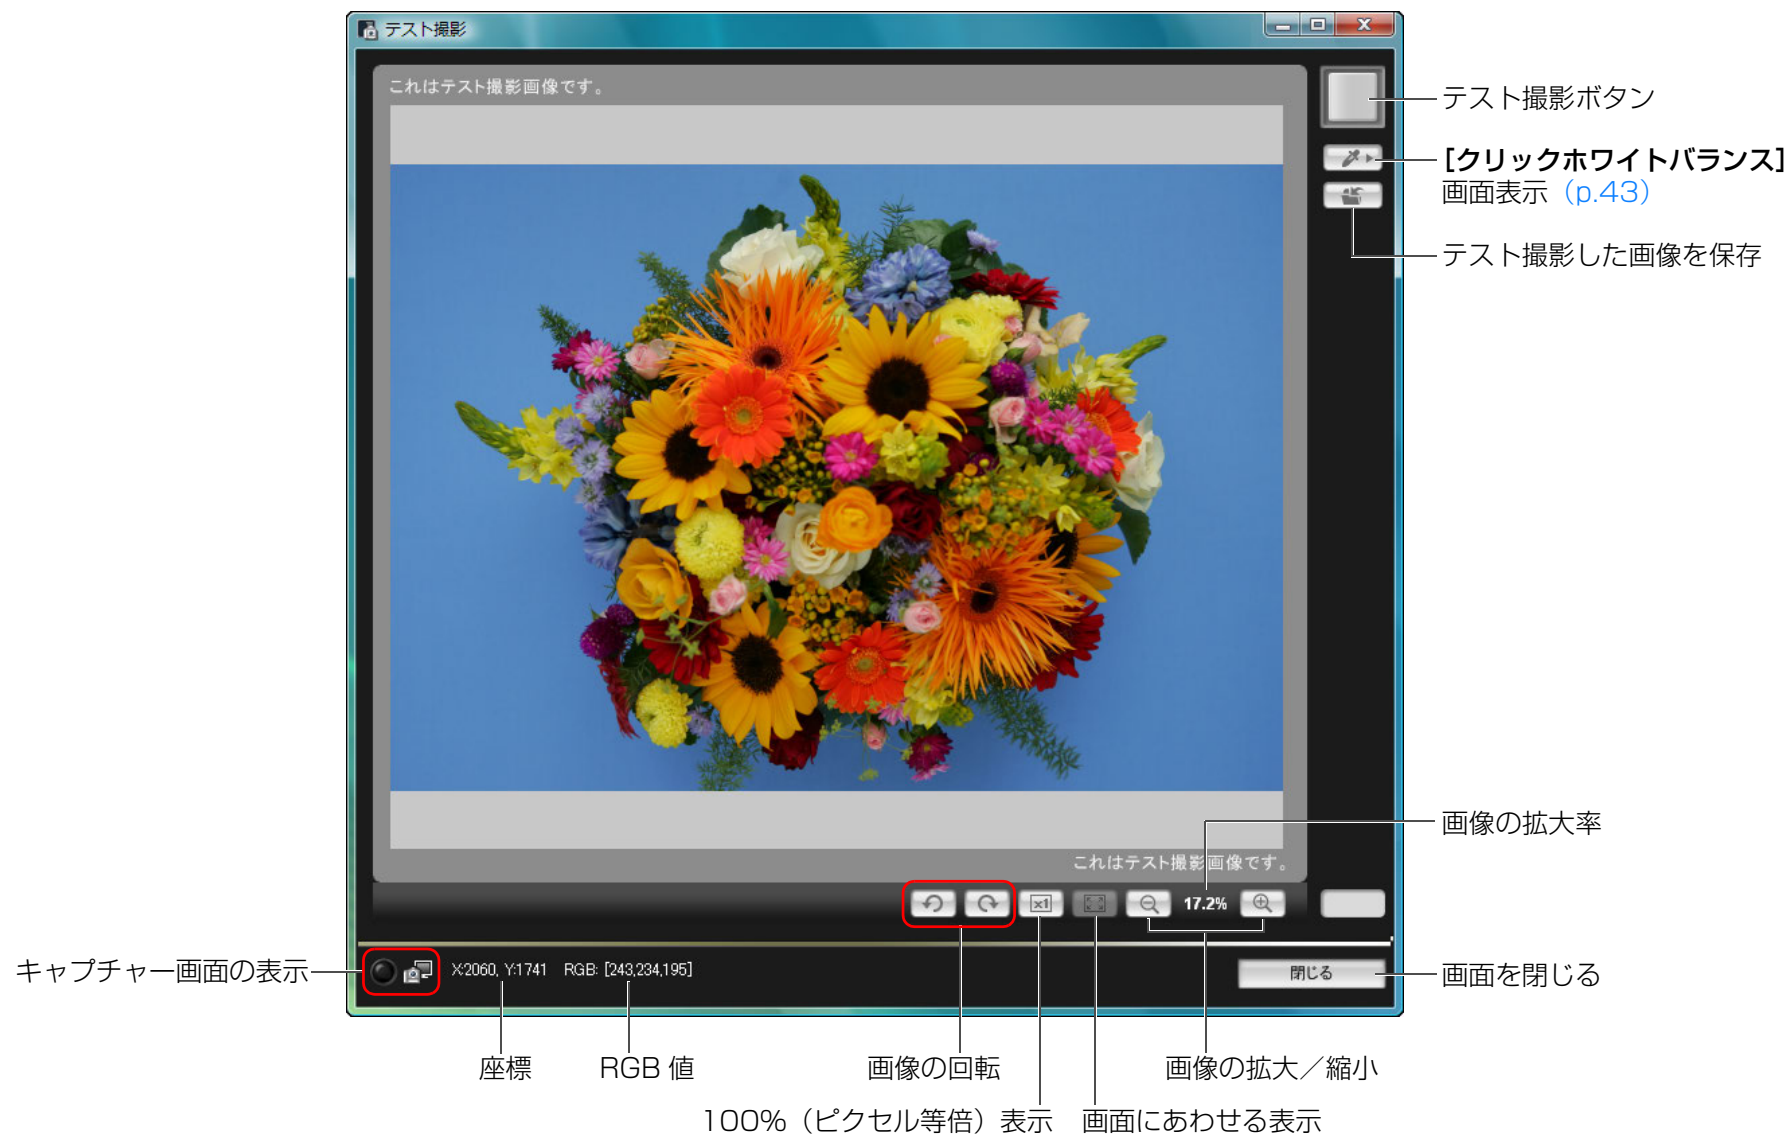 テスト撮影
これはテスト撮影画像です。
テスト撮影ボタン
[クリックホワイトバランス]
画面表示（p.43）
テスト撮影した画像を保存
画像の拡大率
これはテスト撮影画像です。
x1
17.2%
キャプチャー画面の表示
X:2060, Y:1741 RGB: [243,234,195]
閉じる
画面を閉じる
座標
RGB 値
画像の回転
画像の拡大／縮小
100%（ピクセル等倍）表示
画面にあわせる表示